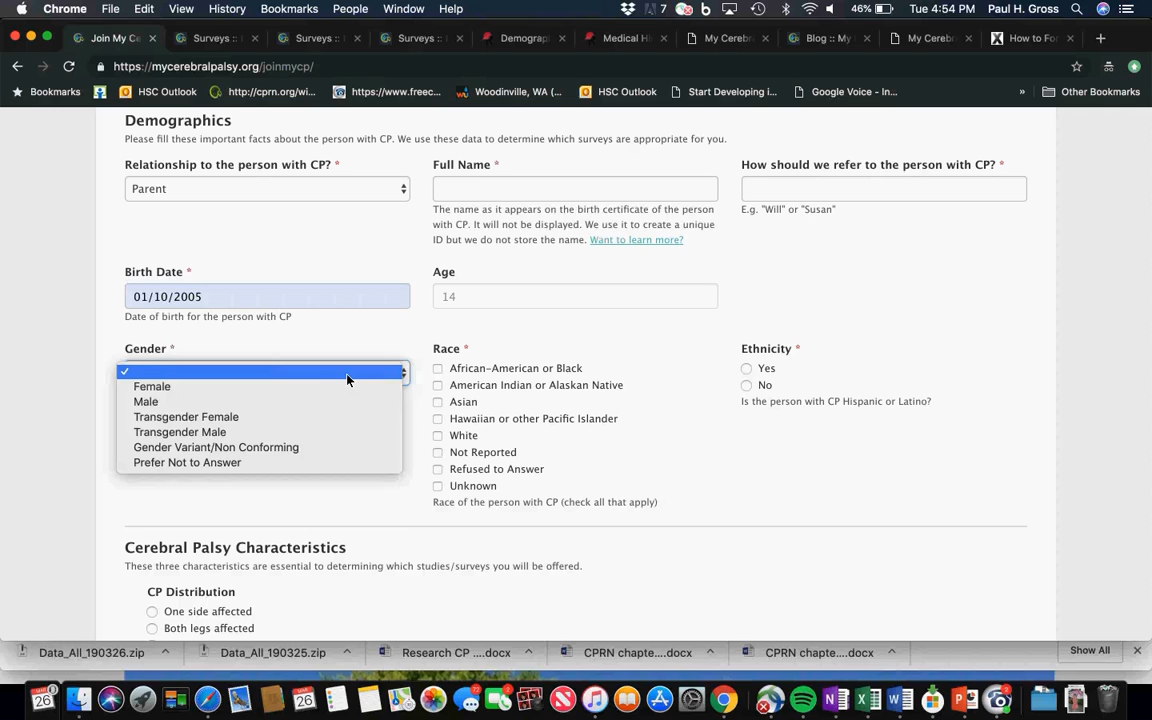 Chrome File Edit View History Bookmarks People Window Help 7 46% Tue 4:54 PM Paul H. Gross
Join My Ce Surveys :: Surveys :: Surveys :: Demograp Medical Hi My Cerebr Blog :: My My Cereb How to For
https://mycerebralpalsy.org/joinmycp/
Bookmarks HSC Outlook http://cprn.org/wi... https://www.freec... Woodinville, WA (... HSC Outlook Start Developing i... Google Voice - In... » Other Bookmarks
Demographics
Please fill these important facts about the person with CP. We use these data to determine which surveys are appropriate for you.
Relationship to the person with CP? * Full Name * How should we refer to the person with CP? *
Parent
The name as it appears on the birth certificate of the person E.g. "Will" or "Susan"
with CP. It will not be displayed. We use it to create a unique
ID but we do not store the name. Want to learn more?
Birth Date * Age
01/10/2005 14
Date of birth for the person with CP
Gender * Race * Ethnicity *
✓ African-American or Black Yes
Female American Indian or Alaskan Native No
Male Asian Is the person with CP Hispanic or Latino?
Transgender Female Hawaiian or other Pacific Islander
Transgender Male White
Gender Variant/Non Conforming Not Reported
Prefer Not to Answer Refused to Answer
Unknown
Race of the person with CP (check all that apply)
Cerebral Palsy Characteristics
These three characteristics are essential to determining which studies/surveys you will be offered.
CP Distribution
One side affected
Both legs affected
Data_All_190326.zip Data_All_190325.zip Research CP ....docx CPRN chapte....docx CPRN chapte....docx Show All